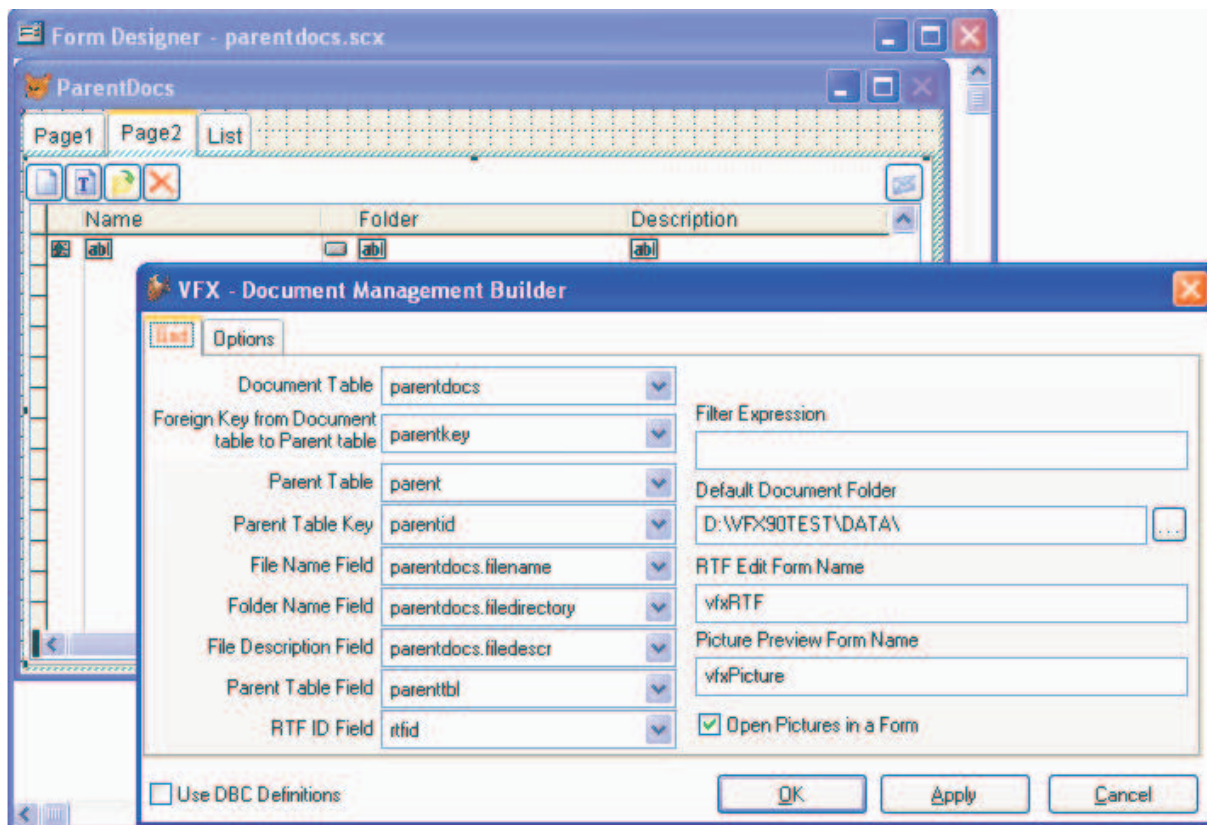 Form Designer - parentdocs.scx
ParentDocs
Page1 Page2 List
T
Name Folder Description
abl abl abl
VFX - Document Management Builder
Options
Document Table parentdocs
Foreign Key from Document
table to Parent table parentkey
Parent Table parent
Parent Table Key parentid
File Name Field parentdocs.filename
Folder Name Field parentdocs.filedirectory
File Description Field parentdocs.filedescr
Parent Table Field parenttbl
RTF ID Field rtfid
Filter Expression
Default Document Folder
D:\VFX90TEST\DATA\ ...
RTF Edit Form Name
vfxRTF
Picture Preview Form Name
vfxPicture
Open Pictures in a Form
Use DBC Definitions
OK Apply Cancel